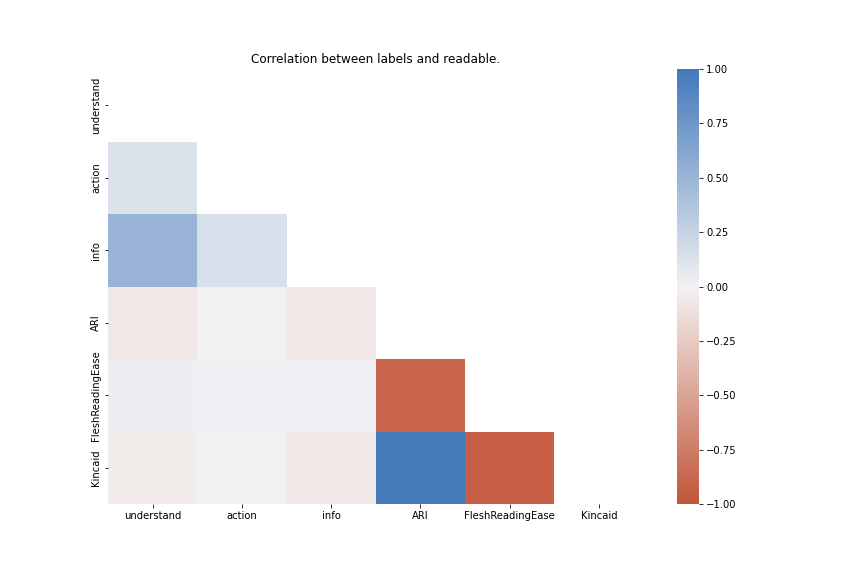 Correlation between labels and readable.
understand
action
info
ARI
FleshReadingEase
Kincaid
understand action info ARI FleshReadingEase Kincaid
1.00
0.75
0.50
0.25
0.00
−0.25
−0.50
−0.75
−1.00